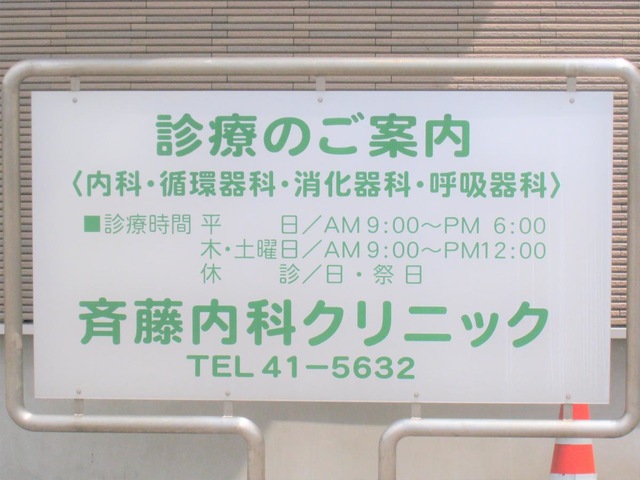 診療のご案内
〈内科・循環器科・消化器科・呼吸器科〉
■診療時間 平　　日／AM 9:00〜PM 6:00
木・土曜日／AM 9:00〜PM12:00
休　　診／日・祭日
斉藤内科クリニック
TEL 41-5632